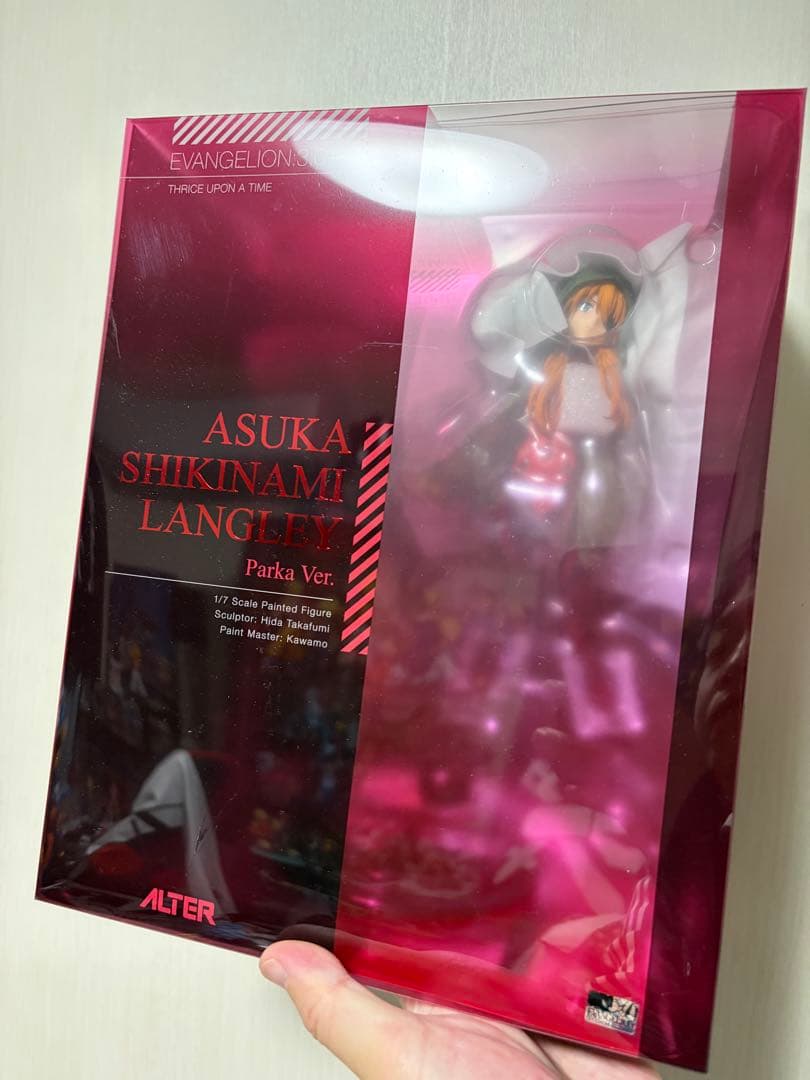 EVANGELION:3
THRICE UPON A TIME
ASUKA
SHIKINAMI
LANGLEY
Parka Ver.
1/7 Scale Painted Figure
Sculptor: Hida Takafumi
Paint Master: Kawamo
ALTER